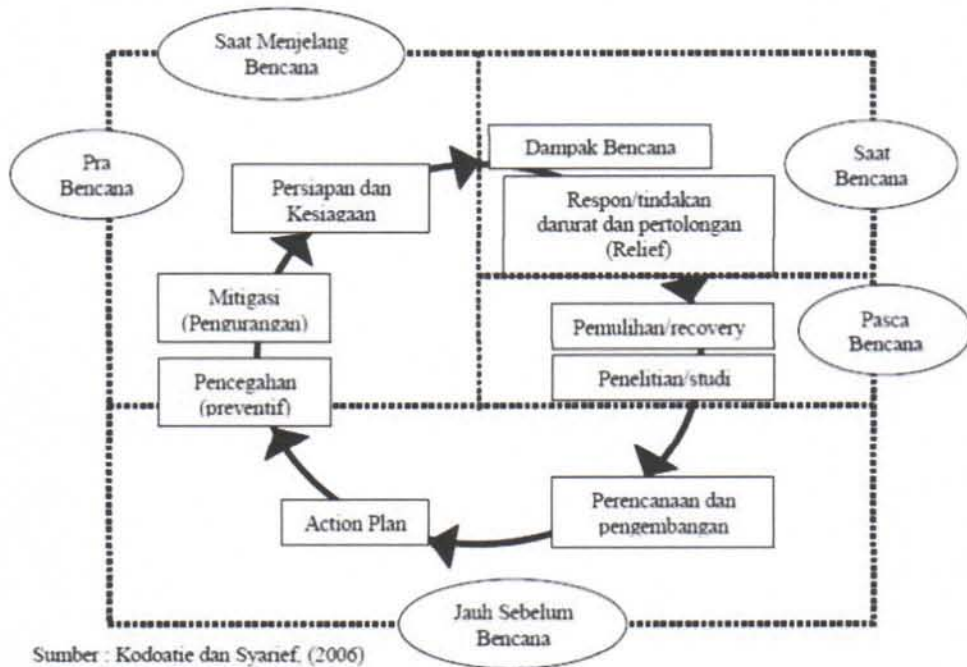 Saat Menjelang
Bencana
Pra
Bencana
Dampak Bencana
Saat
Bencana
Persiapan dan
Kesiagaan
Respon/tindakan
darurat dan pertolongan
(Relief)
Mitigasi
(Pengurangan)
Pemulihan/recovery
Pasca
Bencana
Pencegahan
(preventif)
Penelitian/studi
Action Plan
Perencanaan dan
pengembangan
Jauh Sebelum
Bencana
Sumber : Kodoatie dan Syarief, (2006)